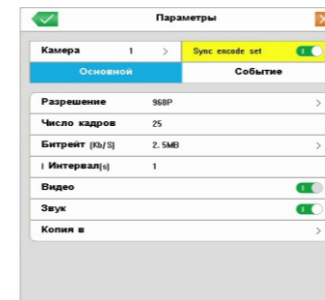 Параметры
Камера 1 > Sync encode set
Основной Событие
Разрешение 960P >
Число кадров 25
Битрейт (Kb/S) 2.5MB >
I Интервал(s) 1
Видео
Звук
Копия в >